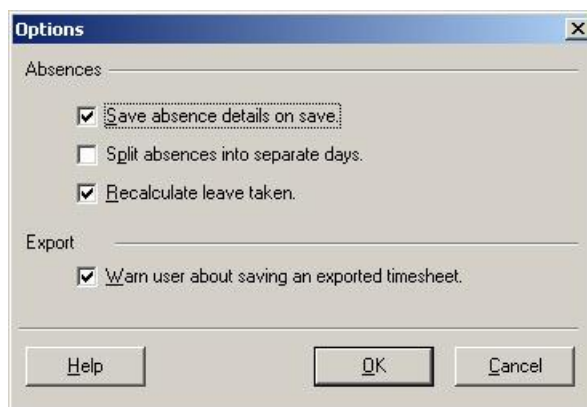 Options
Absences
Save absence details on save.
Split absences into separate days.
Recalculate leave taken.
Export
Warn user about saving an exported timesheet.
Help OK Cancel